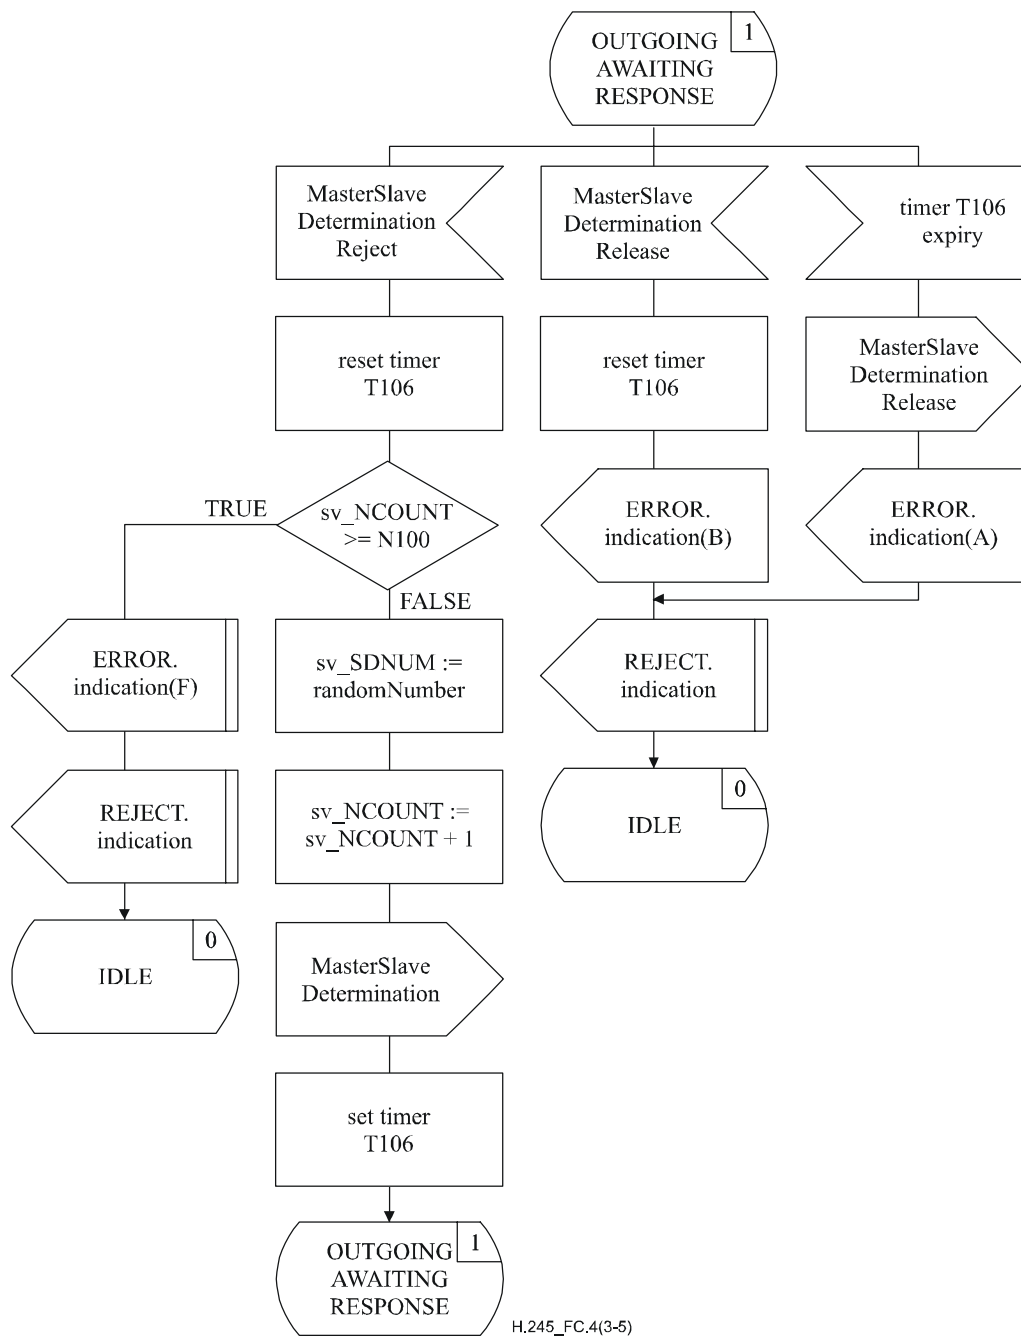 OUTGOING
AWAITING
RESPONSE
1
MasterSlave
Determination
Reject
MasterSlave
Determination
Release
timer T106
expiry
reset timer
T106
reset timer
T106
MasterSlave
Determination
Release
TRUE
sv_NCOUNT
>= N100
FALSE
ERROR.
indication(B)
ERROR.
indication(A)
ERROR.
indication(F)
sv_SDNUM :=
randomNumber
REJECT.
indication
REJECT.
indication
sv_NCOUNT :=
sv_NCOUNT + 1
IDLE
0
IDLE
0
MasterSlave
Determination
set timer
T106
OUTGOING
AWAITING
RESPONSE
1
H.245_FC.4(3-5)